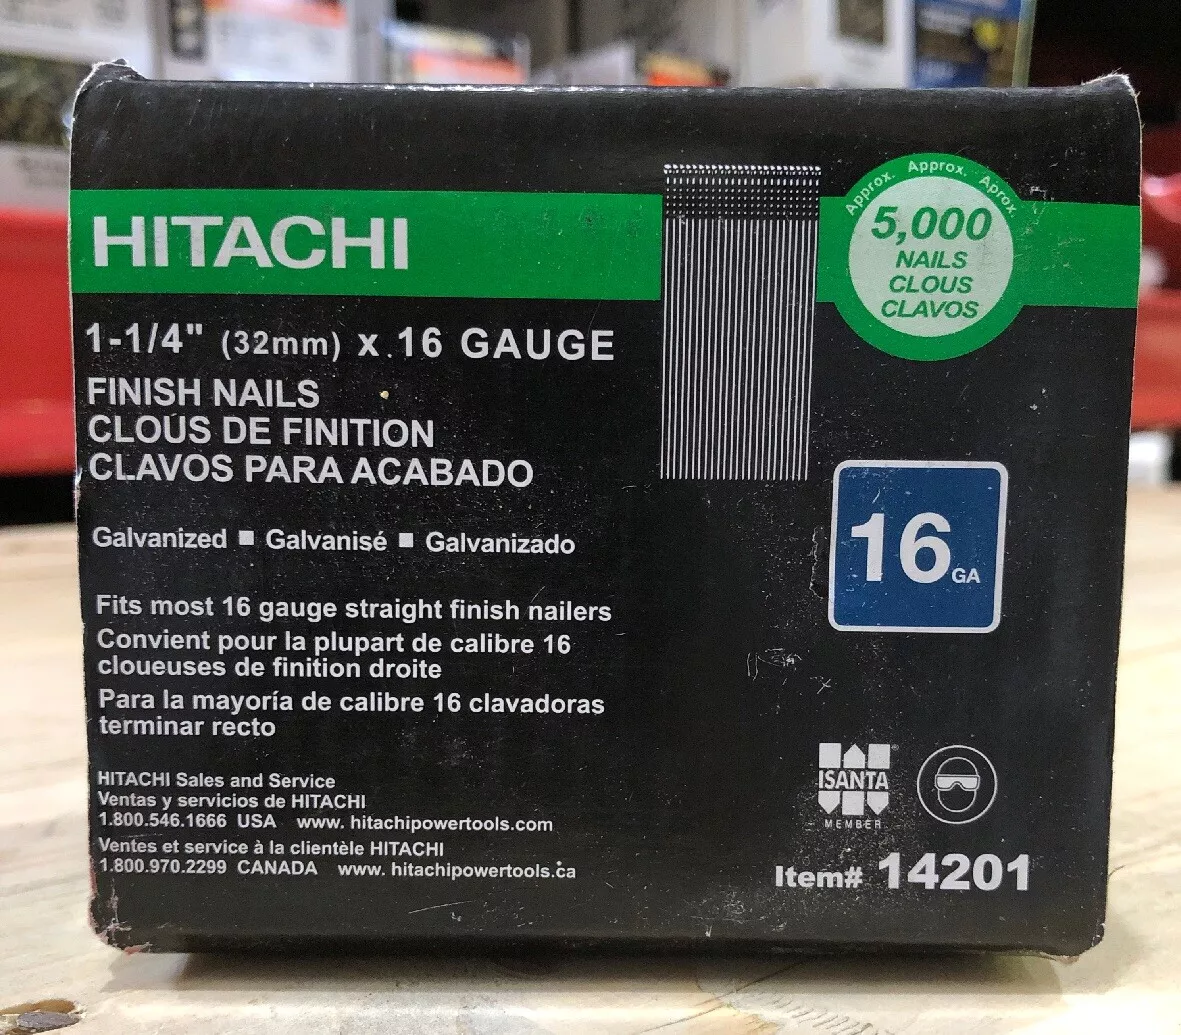 HITACHI
Approx. Approx. Aprox.
5,000
NAILS
CLOUS
CLAVOS
1-1/4" (32mm) x 16 GAUGE
FINISH NAILS
CLOUS DE FINITION
CLAVOS PARA ACABADO
Galvanized ■ Galvanisé ■ Galvanizado
16 GA
Fits most 16 gauge straight finish nailers
Convient pour la plupart de calibre 16
cloueuses de finition droite
Para la mayoría de calibre 16 clavadoras
terminar recto
HITACHI Sales and Service
Ventas y servicios de HITACHI
1.800.546.1666 USA www. hitachipowertools.com
Ventes et service à la clientèle HITACHI
1.800.970.2299 CANADA www. hitachipowertools.ca
ISANTA
MEMBER
Item# 14201